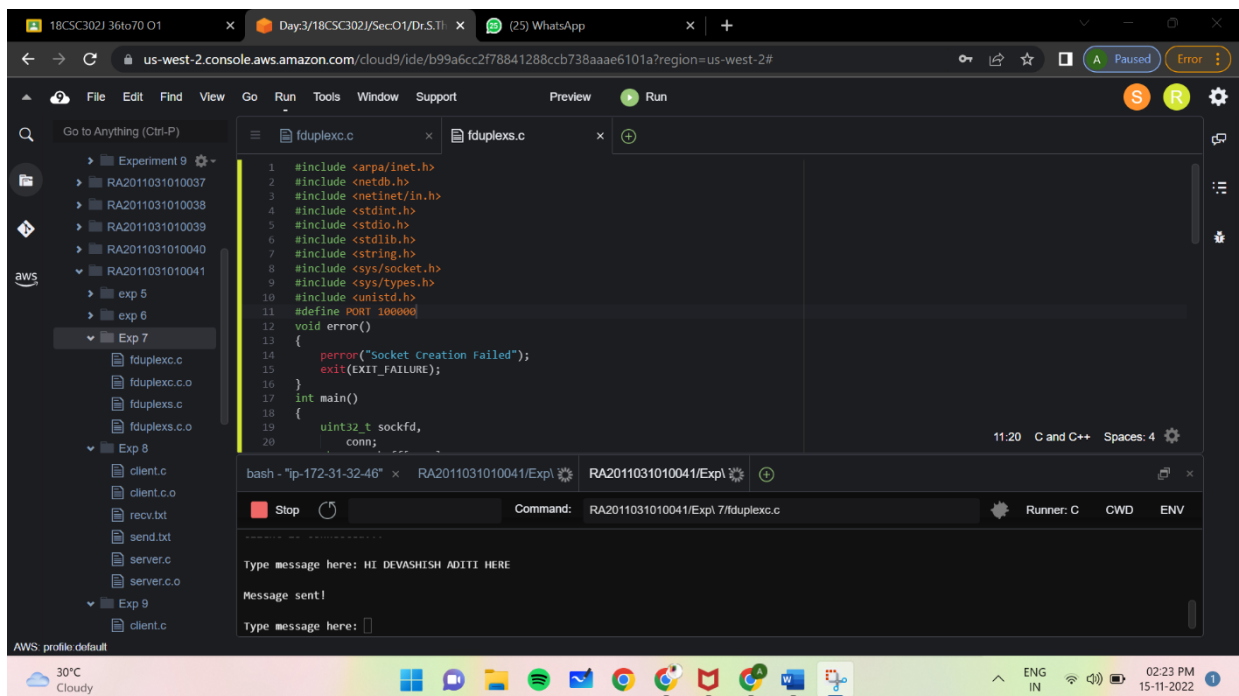 18CSC302J 36to70 O1
Day:3/18CSC302J/Sec:O1/Dr.S.Th
(25) WhatsApp
us-west-2.console.aws.amazon.com/cloud9/ide/b99a6cc2f78841288ccb738aaae6101a?region=us-west-2#
A Paused
Error
File Edit Find View Go Run Tools Window Support Preview Run
S R
Go to Anything (Ctrl-P)
fduplexc.c
fduplexs.c
aws
Experiment 9
RA2011031010037
RA2011031010038
RA2011031010039
RA2011031010040
RA2011031010041
exp 5
exp 6
Exp 7
fduplexc.c
fduplexc.c.o
fduplexs.c
fduplexs.c.o
Exp 8
client.c
client.c.o
recv.txt
send.txt
server.c
server.c.o
Exp 9
client.c
1 #include <arpa/inet.h>
2 #include <netdb.h>
3 #include <netinet/in.h>
4 #include <stdint.h>
5 #include <stdio.h>
6 #include <stdlib.h>
7 #include <string.h>
8 #include <sys/socket.h>
9 #include <sys/types.h>
10 #include <unistd.h>
11 #define PORT 100000
12 void error()
13 {
14 perror("Socket Creation Failed");
15 exit(EXIT_FAILURE);
16 }
17 int main()
18 {
19 uint32_t sockfd,
20 conn;
11:20 C and C++ Spaces: 4
bash - "ip-172-31-32-46" RA2011031010041/Exp\ RA2011031010041/Exp\
Stop Command: RA2011031010041/Exp\ 7/fduplexc.c Runner: C CWD ENV
Type message here: HI DEVASHISH ADITI HERE
Message sent!
Type message here:
AWS: profile:default
30°C
Cloudy
ENG
IN
02:23 PM
15-11-2022
1